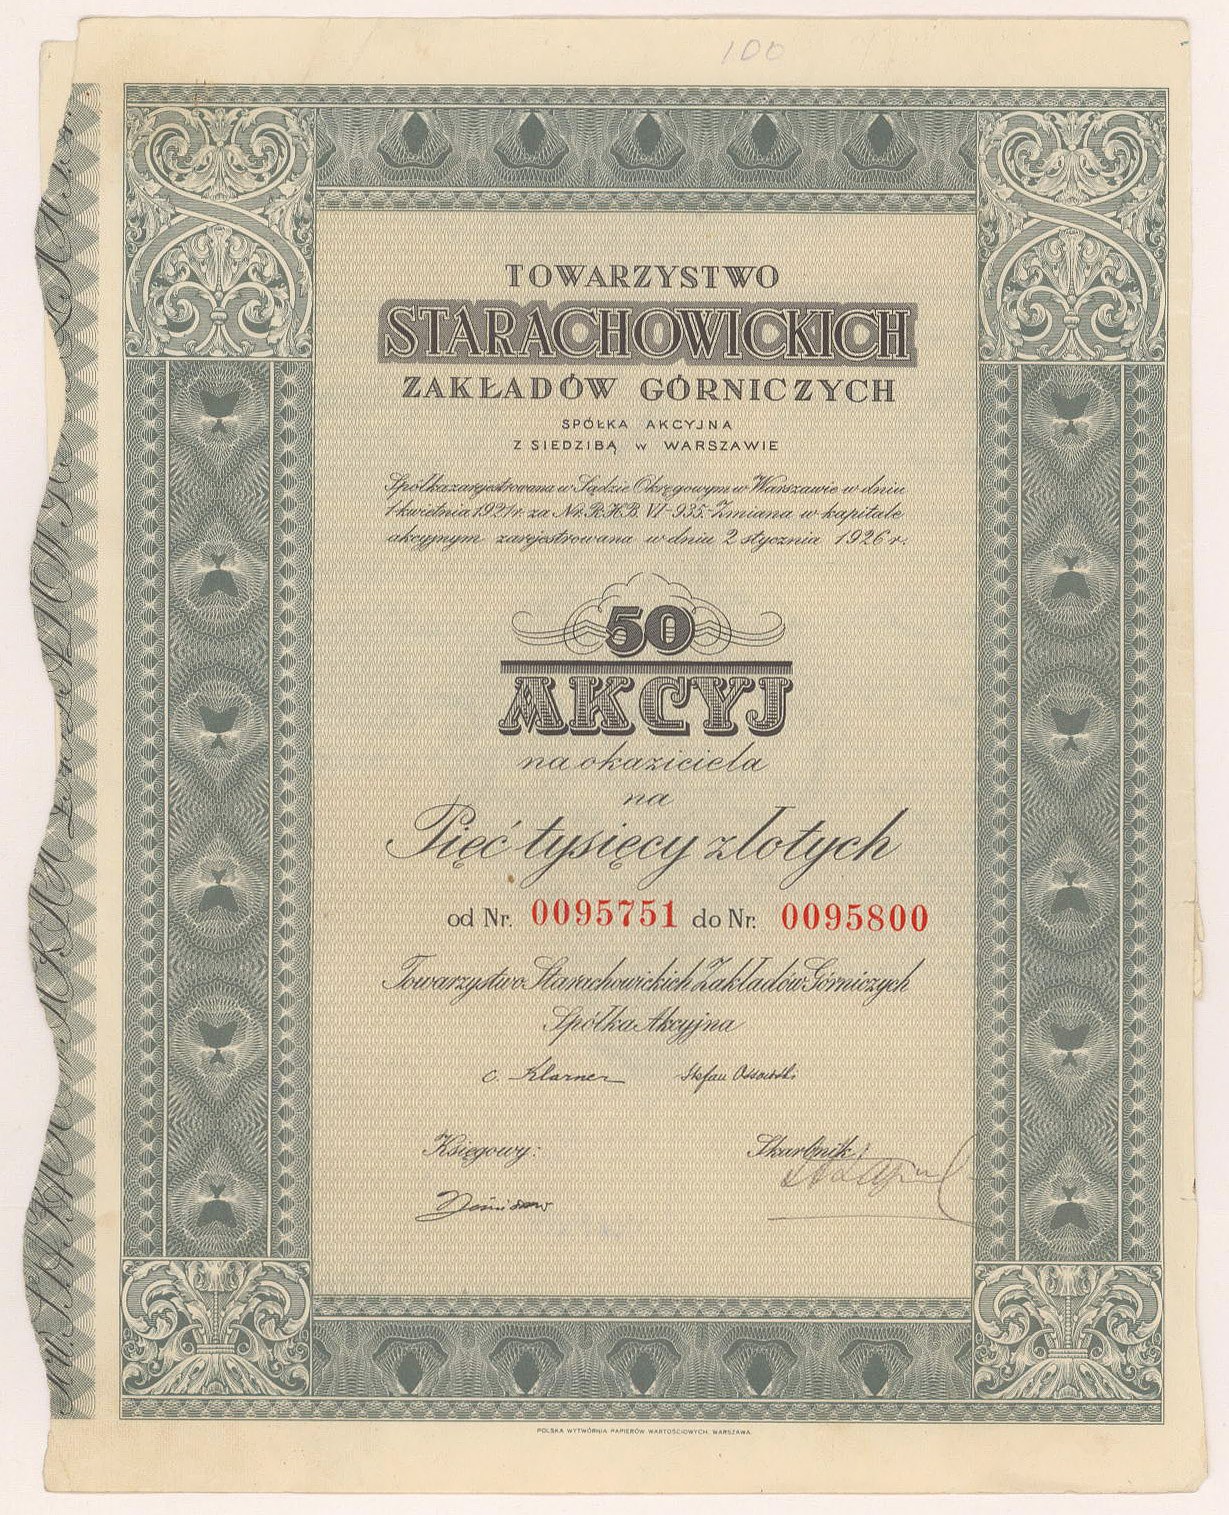 100
TOWARZYSTWO
STARACHOWICKICH
ZAKŁADÓW GÓRNICZYCH
SPÓŁKA AKCYJNA
Z SIEDZIBĄ w WARSZAWIE
Spółka zarejestrowana w Sądzie Okręgowym w Warszawie w dniu
1 kwietnia 1921 r. za Nr. R.H.B. VI-935.-Zmiana w kapitale
akcyjnym zarejestrowana w dniu 2 stycznia 1926 r.
50
AKCYJ
na okaziciela
na
Pięć tysięcy złotych
od Nr. 0095751 do Nr. 0095800
Towarzystwo Starachowickich Zakładów Górniczych
Spółka Akcyjna
C. Klarner Stefan Ossowski
Księgowy: Skarbnik:
POLSKA WYTWÓRNIA PAPIERÓW WARTOŚCIOWYCH. WARSZAWA.